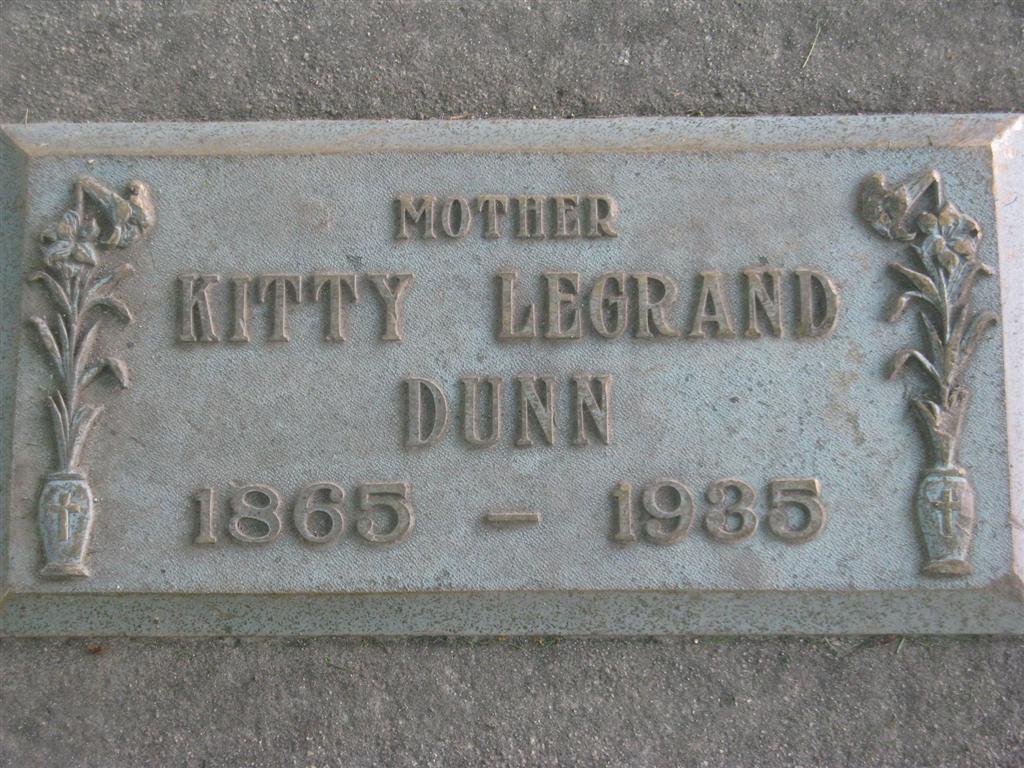 MOTHER
KITTY LEGRAND
DUNN
1865 - 1935